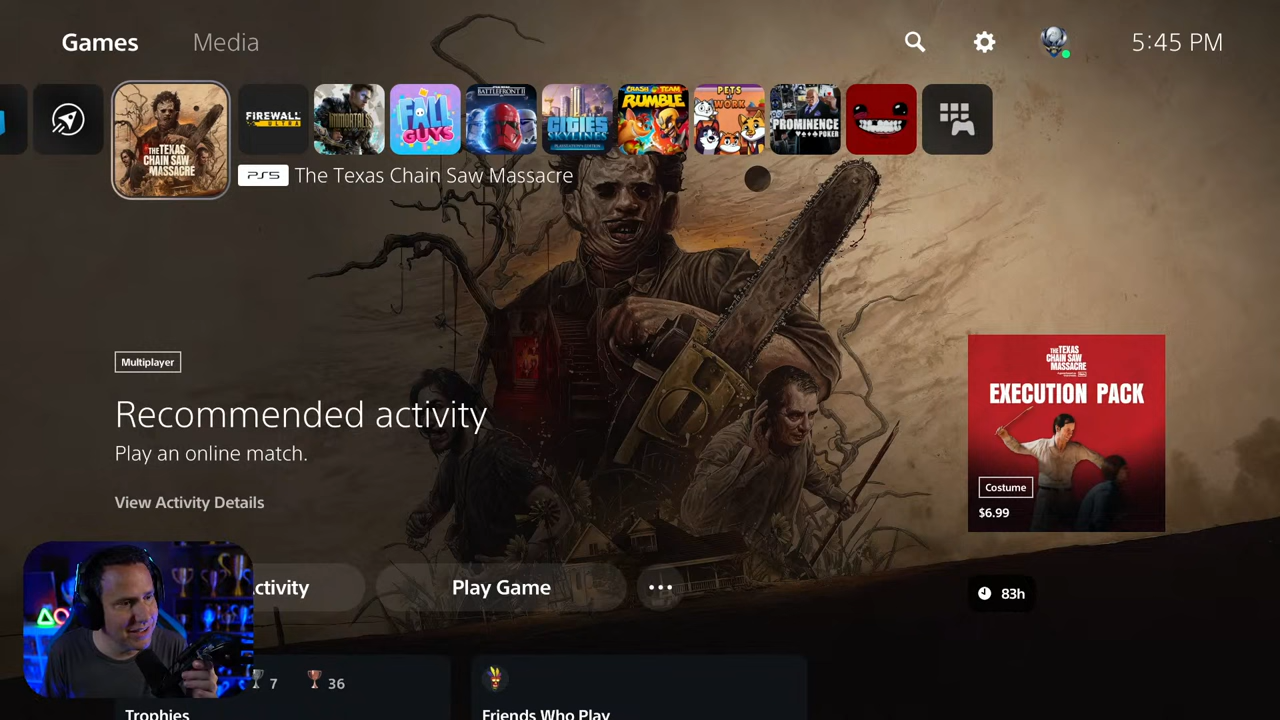 Games
Media
5:45 PM
THE TEXAS
CHAIN SAW
MASSACRE
FIREWALL
ULTRA
IMMORTALS
FALL
GUYS
BATTLEFRONT II
CITIES
CRASH TEAM
RUMBLE
PETS
WORK
PROMINENCE
POKER
PS5
The Texas Chain Saw Massacre
Multiplayer
Recommended activity
Play an online match.
View Activity Details
THE TEXAS
CHAIN SAW
MASSACRE
EXECUTION PACK
Costume
$6.99
ctivity
Play Game
83h
7
36
Trophies
Friends Who Play